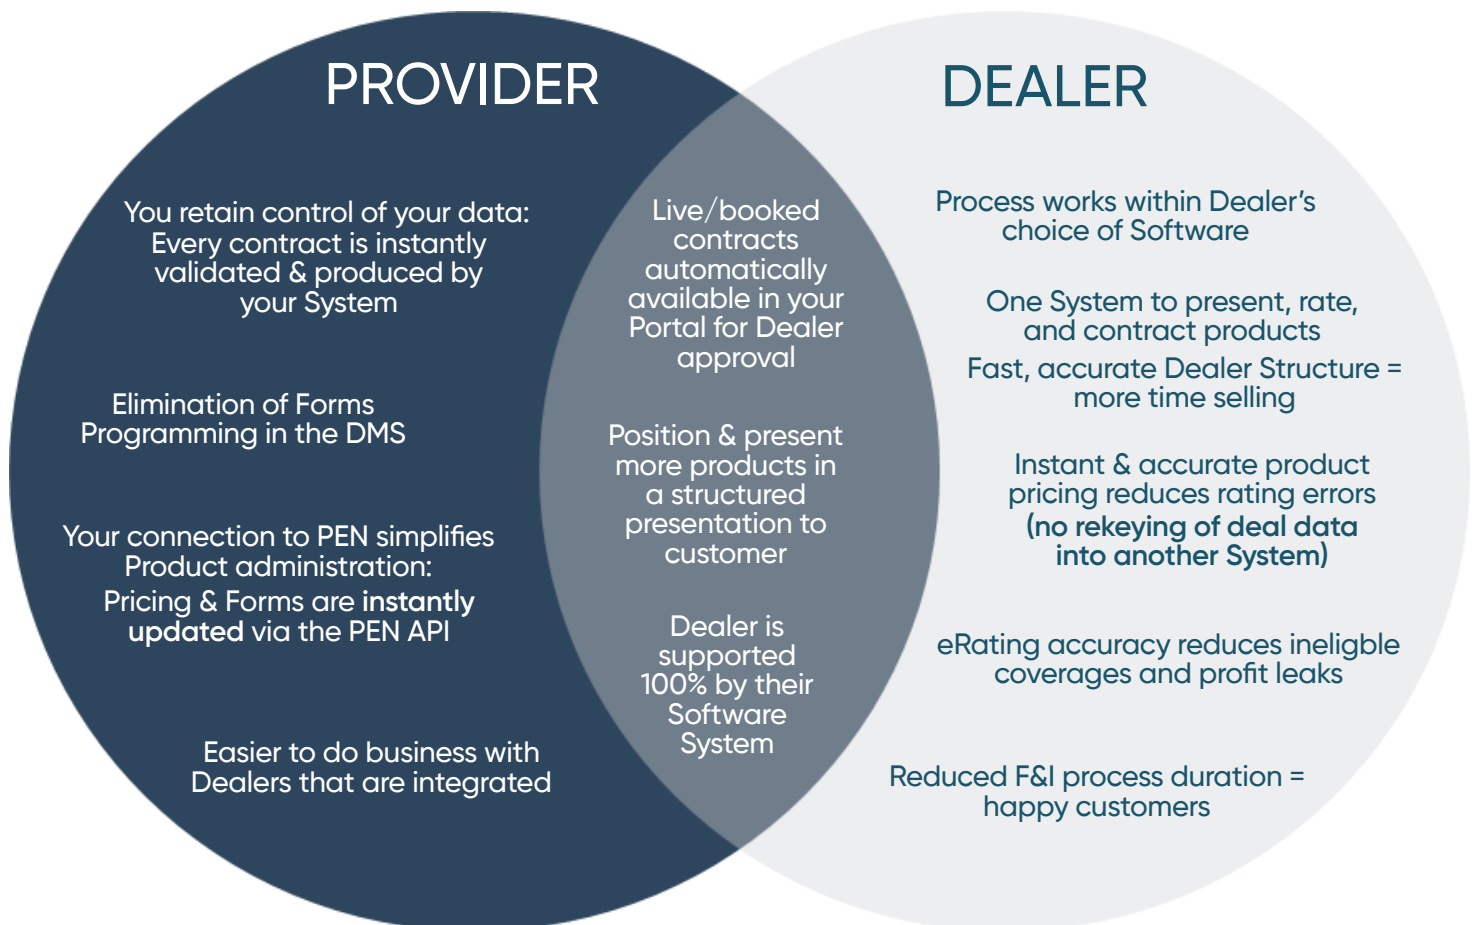 PROVIDER
You retain control of your data:
Every contract is instantly
validated & produced by
your System
Elimination of Forms
Programming in the DMS
Your connection to PEN simplifies
Product administration:
Pricing & Forms are instantly
updated via the PEN API
Easier to do business with
Dealers that are integrated
Live/booked
contracts
automatically
available in your
Portal for Dealer
approval
Position & present
more products in
a structured
presentation to
customer
Dealer is
supported
100% by their
Software
System
DEALER
Process works within Dealer's
choice of Software
One System to present, rate,
and contract products
Fast, accurate Dealer Structure =
more time selling
Instant & accurate product
pricing reduces rating errors
(no rekeying of deal data
into another System)
eRating accuracy reduces ineligble
coverages and profit leaks
Reduced F&I process duration =
happy customers